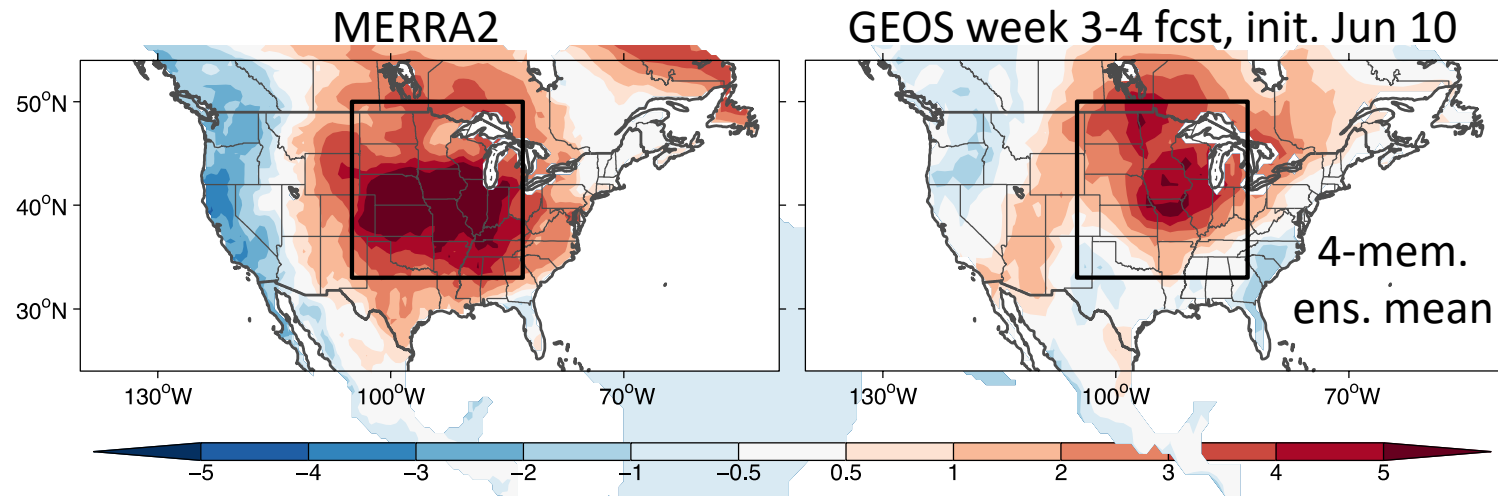 MERRA2
GEOS week 3-4 fcst, init. Jun 10
50°N
40°N
30°N
130°W 100°W 70°W
4-mem.
ens. mean
130°W 100°W 70°W
−5 −4 −3 −2 −1 −0.5 0.5 1 2 3 4 5